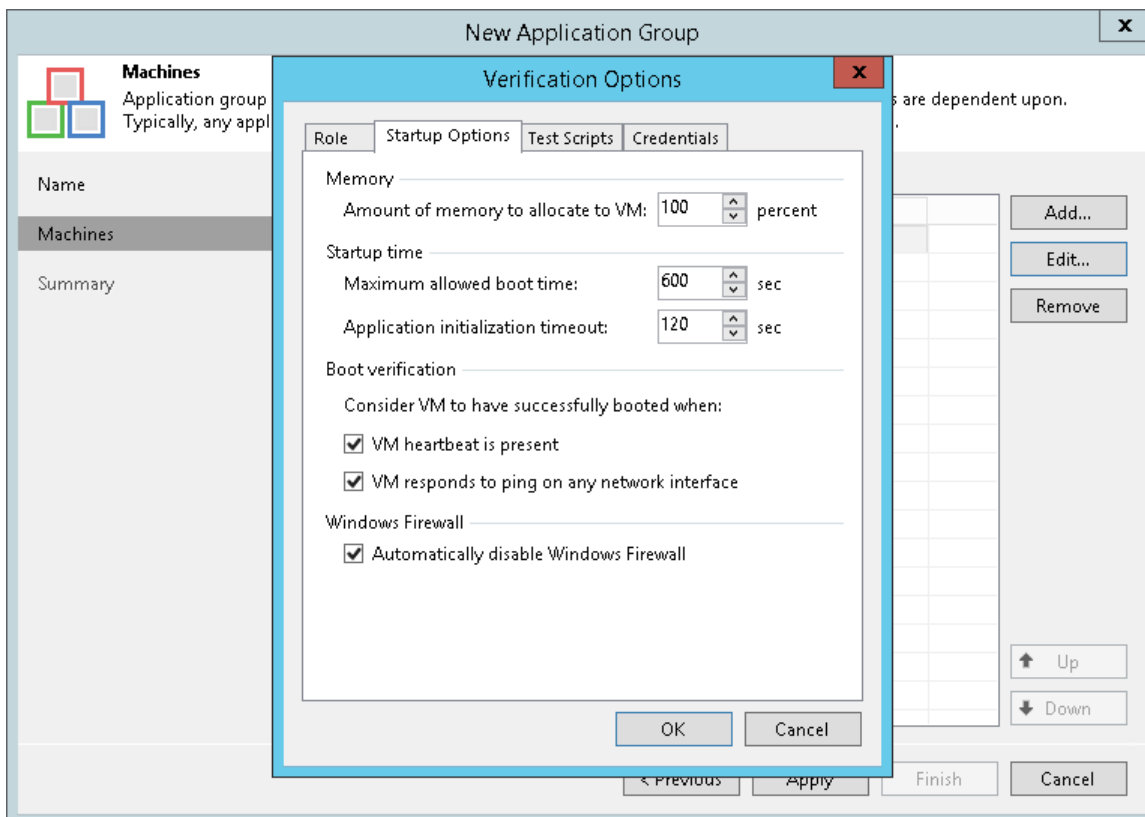 New Application Group
X
Machines
Application group
s are dependent upon.
Typically, any appl
.
Name
Machines
Summary
Add...
Edit...
Remove
Up
Down
< Previous
Apply
Finish
Cancel
Verification Options
x
Role
Startup Options
Test Scripts
Credentials
Memory
Amount of memory to allocate to VM: 100 percent
Startup time
Maximum allowed boot time: 600 sec
Application initialization timeout: 120 sec
Boot verification
Consider VM to have successfully booted when:
VM heartbeat is present
VM responds to ping on any network interface
Windows Firewall
Automatically disable Windows Firewall
OK
Cancel